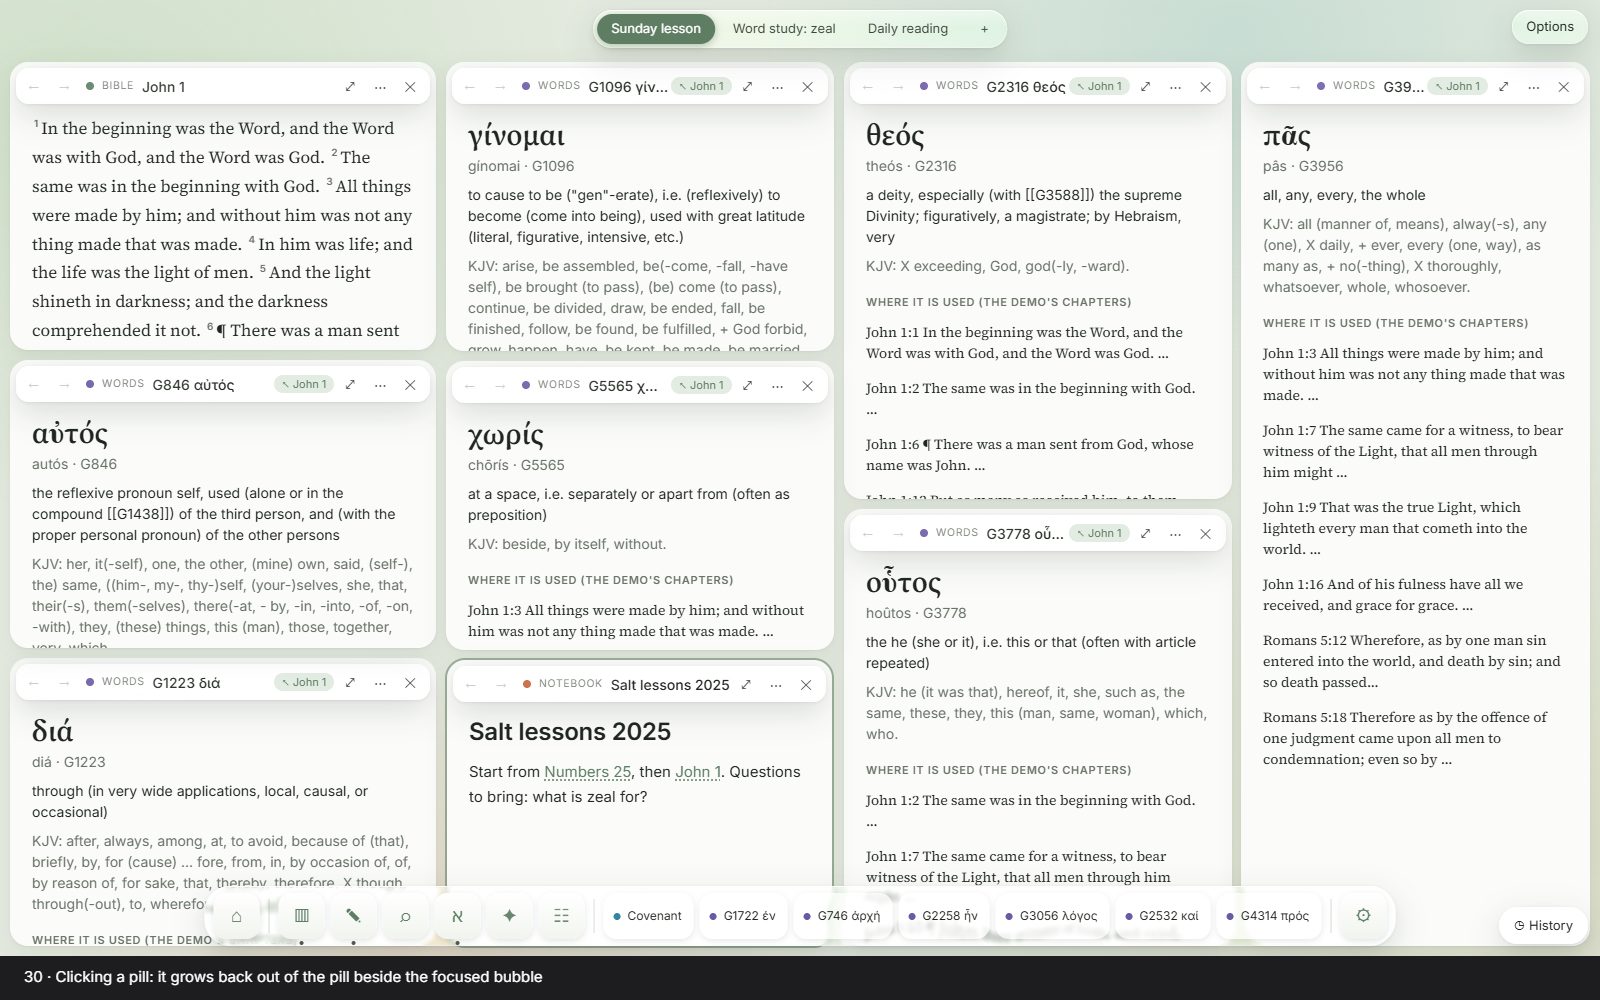 Sunday lesson
Word study: zeal
Daily reading
+
Options
← → BIBLE John 1
1 In the beginning was the Word, and the Word
was with God, and the Word was God. 2 The
same was in the beginning with God. 3 All things
were made by him; and without him was not any
thing made that was made. 4 In him was life; and
the life was the light of men. 5 And the light
shineth in darkness; and the darkness
comprehended it not. 6 ¶ There was a man sent
← → WORDS G846 αὐτός ↖ John 1
αὐτός
autós · G846
the reflexive pronoun self, used (alone or in the
compound [[G1438]]) of the third person, and (with the
proper personal pronoun) of the other persons
KJV: her, it(-self), one, the other, (mine) own, said, (self-),
the) same, ((him-, my-, thy-)self, (your-)selves, she, that,
their(-s), them(-selves), there(-at, - by, -in, -into, -of, -on,
-with), they, (these) things, this (man), those, together,
very, which
← → WORDS G1223 διά ↖ John 1
διά
diá · G1223
through (in very wide applications, local, causal, or
occasional)
KJV: after, always, among, at, to avoid, because of (that),
briefly, by, for (cause) ... fore, from, in, by occasion of, of,
by reason of, for sake, that, thereby, therefore, X though,
through(-out), to, wherefo
WHERE IT IS USED (THE DEMO'S
← → WORDS G1096 γίν... ↖ John 1
γίνομαι
gínomai · G1096
to cause to be ("gen"-erate), i.e. (reflexively) to
become (come into being), used with great latitude
(literal, figurative, intensive, etc.)
KJV: arise, be assembled, be(-come, -fall, -have
self), be brought (to pass), (be) come (to pass),
continue, be divided, draw, be ended, fall, be
finished, follow, be found, be fulfilled, + God forbid,
grow, happen, have, be kept, be made, be married,
← → WORDS G5565 χ... ↖ John 1
χωρίς
chōrís · G5565
at a space, i.e. separately or apart from (often as
preposition)
KJV: beside, by itself, without.
WHERE IT IS USED (THE DEMO'S CHAPTERS)
John 1:3 All things were made by him; and without
him was not any thing made that was made. ...
← → NOTEBOOK Salt lessons 2025
Salt lessons 2025
Start from Numbers 25, then John 1. Questions
to bring: what is zeal for?
← → WORDS G2316 θεός ↖ John 1
θεός
theós · G2316
a deity, especially (with [[G3588]]) the supreme
Divinity; figuratively, a magistrate; by Hebraism,
very
KJV: X exceeding, God, god(-ly, -ward).
WHERE IT IS USED (THE DEMO'S CHAPTERS)
John 1:1 In the beginning was the Word, and the
Word was with God, and the Word was God. ...
John 1:2 The same was in the beginning with God.
...
John 1:6 ¶ There was a man sent from God, whose
name was John. ...
John 1:12 But as many as received him, to them
← → WORDS G3778 οὗ... ↖ John 1
οὗτος
hoûtos · G3778
the he (she or it), i.e. this or that (often with article
repeated)
KJV: he (it was that), hereof, it, she, such as, the
same, these, they, this (man, same, woman), which,
who.
WHERE IT IS USED (THE DEMO'S CHAPTERS)
John 1:2 The same was in the beginning with God.
...
John 1:7 The same came for a witness, to bear
witness of the Light, that all men through him
← → WORDS G39... ↖ John 1
πᾶς
pâs · G3956
all, any, every, the whole
KJV: all (manner of, means), alway(-s), any
(one), X daily, + ever, every (one, way), as
many as, + no(-thing), X thoroughly,
whatsoever, whole, whosoever.
WHERE IT IS USED (THE DEMO'S CHAPTERS)
John 1:3 All things were made by him; and
without him was not any thing made that was
made. ...
John 1:7 The same came for a witness, to bear
witness of the Light, that all men through
him might ...
John 1:9 That was the true Light, which
lighteth every man that cometh into the
world. ...
John 1:16 And of his fulness have all we
received, and grace for grace. ...
Romans 5:12 Wherefore, as by one man sin
entered into the world, and death by sin; and
so death passed...
Romans 5:18 Therefore as by the offence of
one judgment came upon all men to
condemnation; even so by ...
א
Covenant
G1722 ἐν
G746 ἀρχή
G2258 ἦν
G3056 λόγος
G2532 καί
G4314 πρός
History
30 · Clicking a pill: it grows back out of the pill beside the focused bubble